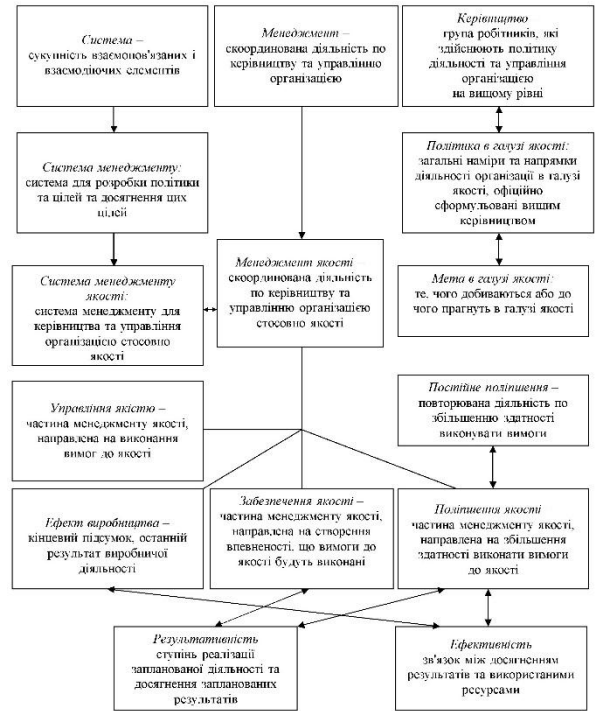 Система –
сукупність взаємопов'язаних і
взаємодіючих елементів
Менеджмент –
скоординована діяльність по
керівництву та управлінню
організацією
Керівництво
група робітників, які
здійснюють політику
діяльності та управління
організацією
на вищому рівні
Система менеджменту:
система для розробки політики
та цілей та досягнення цих
цілей
Політика в галузі якості:
загальні наміри та напрямки
діяльності організації в галузі
якості, офіційно
сформульовані вищим
керівництвом
Система менеджменту
якості:
система менеджменту для
керівництва та управління
організацією стосовно
якості
Менеджмент якості –
скоординована діяльність
по керівництву та
управлінню організацією
стосовно якості
Мета в галузі якості:
те, чого добиваються або до
чого прагнуть в галузі якості
Управління якістю –
частина менеджменту якості,
направлена на виконання
вимог до якості
Постійне поліпшення –
повторювана діяльність по
збільшенню здатності
виконувати вимоги
Ефект виробництва –
кінцевий підсумок, останній
результат виробничої
діяльності
Забезпечення якості –
частина менеджменту якості,
направлена на створення
впевненості, що вимоги до
якості будуть виконані
Поліпшення якості
частина менеджменту якості,
направлена на збільшення
здатності виконати вимоги
до якості
Результативність
ступінь реалізації
запланованої діяльності та
досягнення запланованих
результатів
Ефективність
зв'язок між досягненням
результатів та використаними
ресурсами